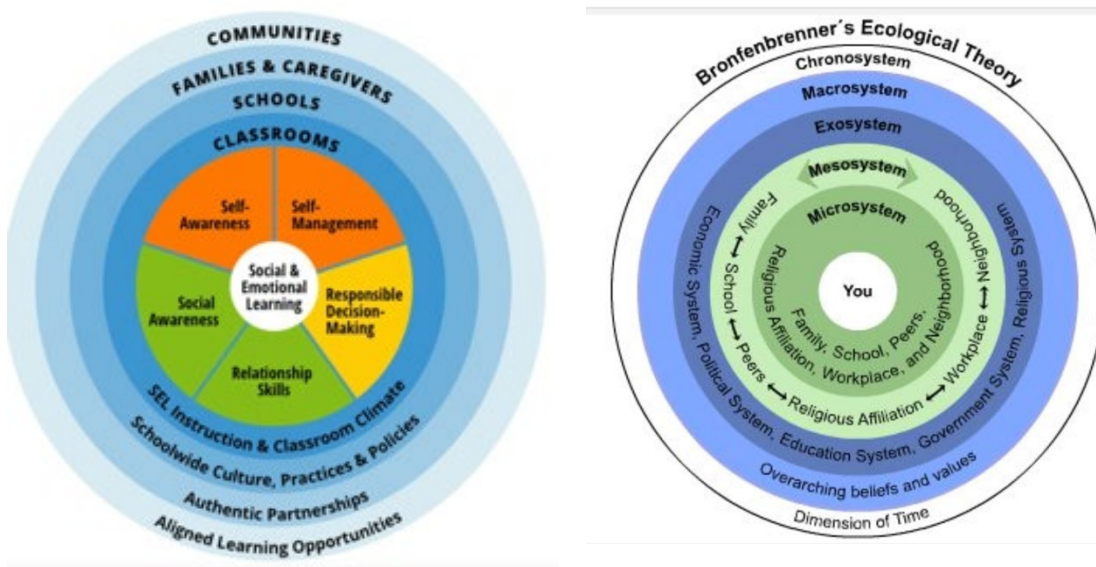 COMMUNITIES
FAMILIES & CAREGIVERS
SCHOOLS
CLASSROOMS
Self-
Awareness
Self-
Management
Social &
Emotional
Learning
Social
Awareness
Responsible
Decision-
Making
Relationship
Skills
SEL Instruction & Classroom Climate
Schoolwide Culture, Practices & Policies
Authentic Partnerships
Aligned Learning Opportunities
Bronfenbrenner´s Ecological Theory
Chronosystem
Macrosystem
Exosystem
Mesosystem
Microsystem
You
Family. School, Peers.
Religious Affiliation, Workplace, and Neighborhood
Family ↔ School ↔ Peers ↔ Religious Affiliation ↔ Workplace ↔ Neighborhood
Economic System, Political System, Education System, Government System, Religious System
Overarching beliefs and values
Dimension of Time